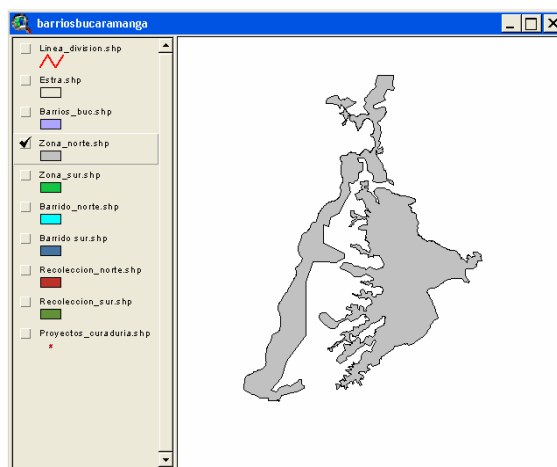 barriosbucaramanga
Linea_division.shp
Estra.shp
Barrios_buc.shp
Zona_norte.shp
Zona_sur.shp
Barrido_norte.shp
Barrido sur.shp
Recoleccion_norte.shp
Recoleccion_sur.shp
Proyectos_curaduria.shp